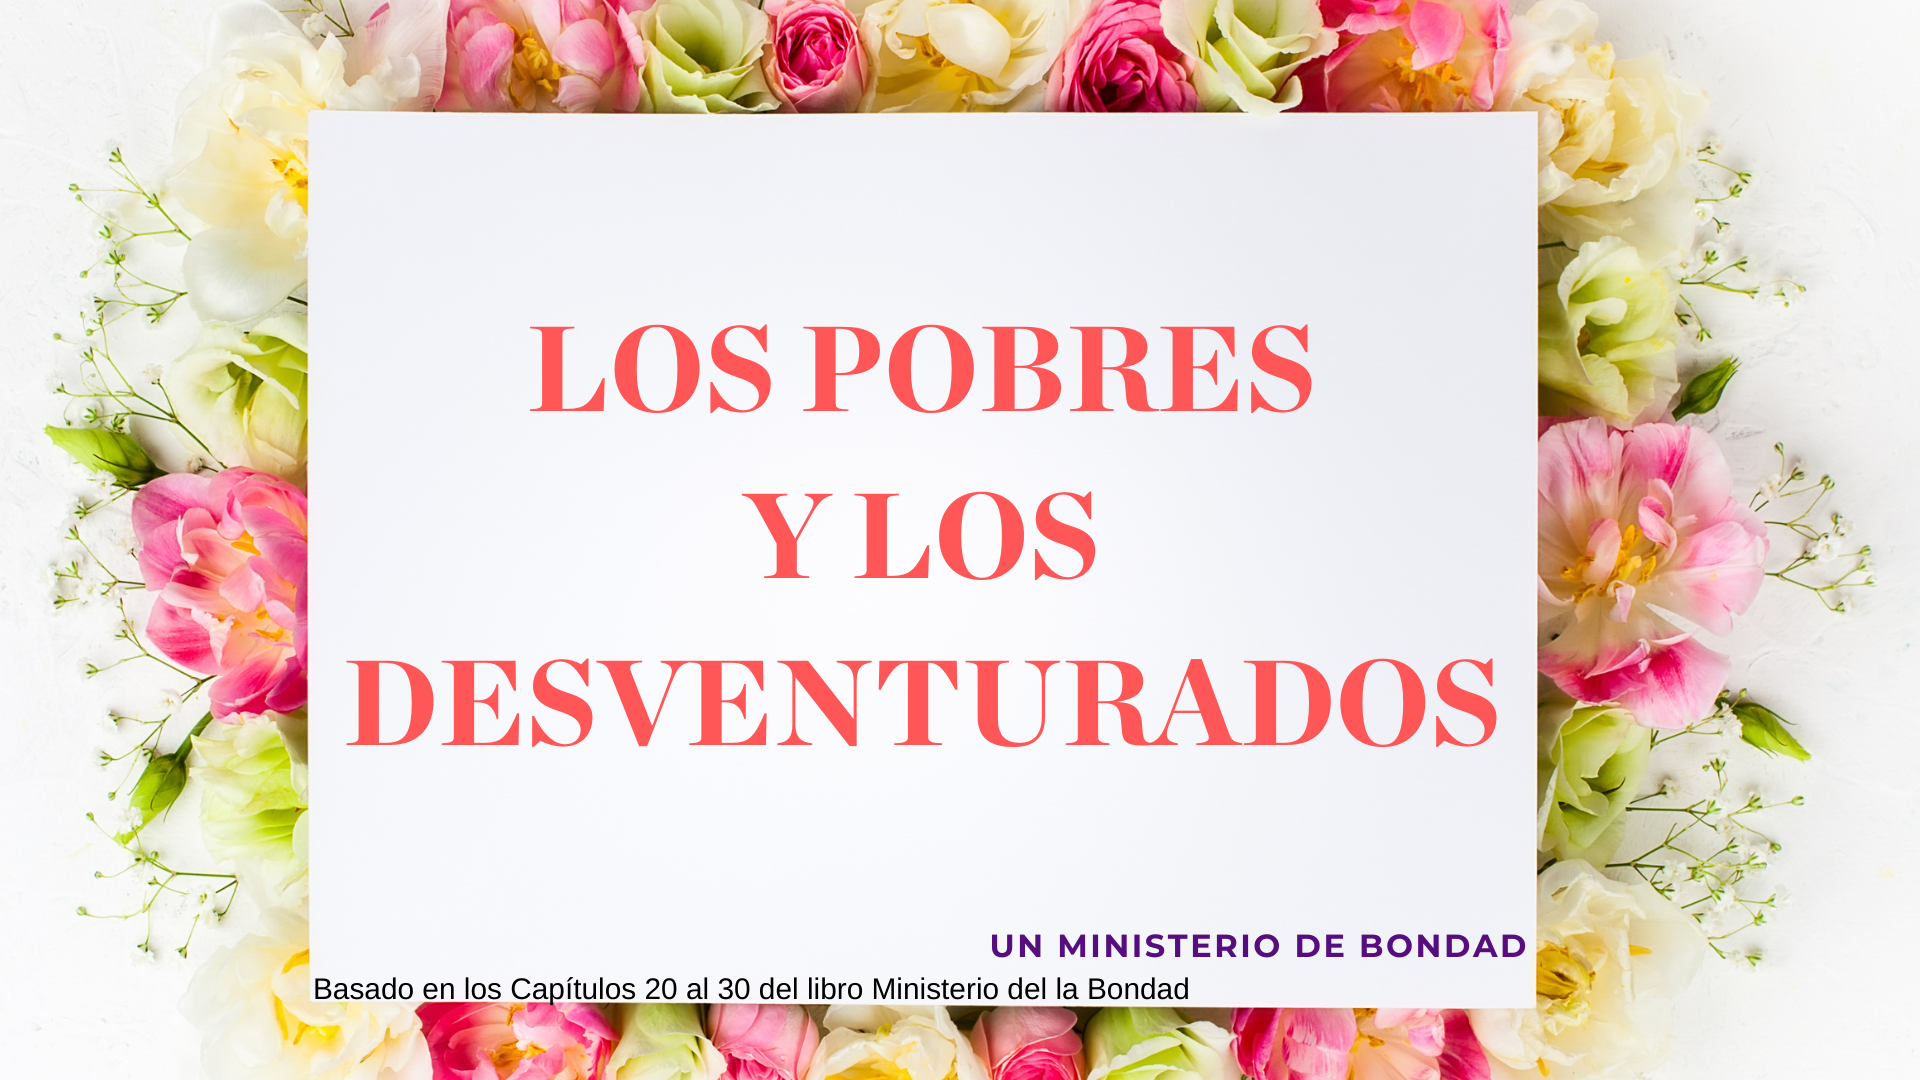 LOS POBRES
Y LOS
DESVENTURADOS
UN MINISTERIO DE BONDAD
Basado en los Capítulos 20 al 30 del libro Ministerio del la Bondad